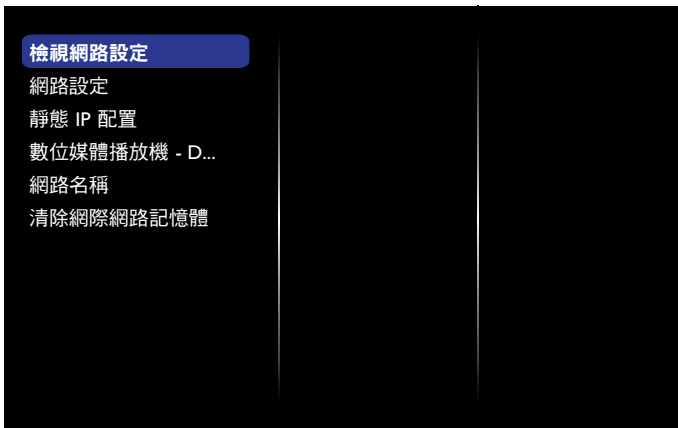 檢視網路設定
網路設定
靜態 IP 配置
數位媒體播放機 - D...
網路名稱
清除網際網路記憶體